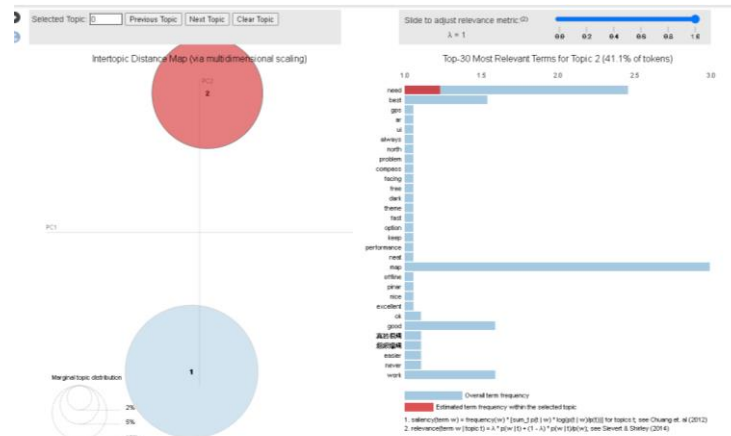 Selected Topic: 0 Previous Topic Next Topic Clear Topic
Slide to adjust relevance metric:(2)
λ = 1
0.0 0.2 0.4 0.6 0.8 1.0
Intertopic Distance Map (via multidimensional scaling)
PC2
2
PC1
1
Marginal topic distribution
2%
5%
Top-30 Most Relevant Terms for Topic 2 (41.1% of tokens)
1.0 1.5 2.0 2.5 3.0
need
best
gps
ar
ui
always
north
problem
compass
facing
free
dark
theme
fast
option
keep
performance
neat
map
offline
nice
excellent
ok
good
easier
never
work
Overall term frequency
Estimated term frequency within the selected topic
1. saliency(term w) = frequency(w) * [sum_t p(t | w) * log(p(t | w)/p(t))] for topics t; see Chuang et. al (2012)
2. relevance(term w | topic t) = λ * p(w | t) + (1 - λ) * p(w | t)/p(w); see Sievert & Shirley (2014)